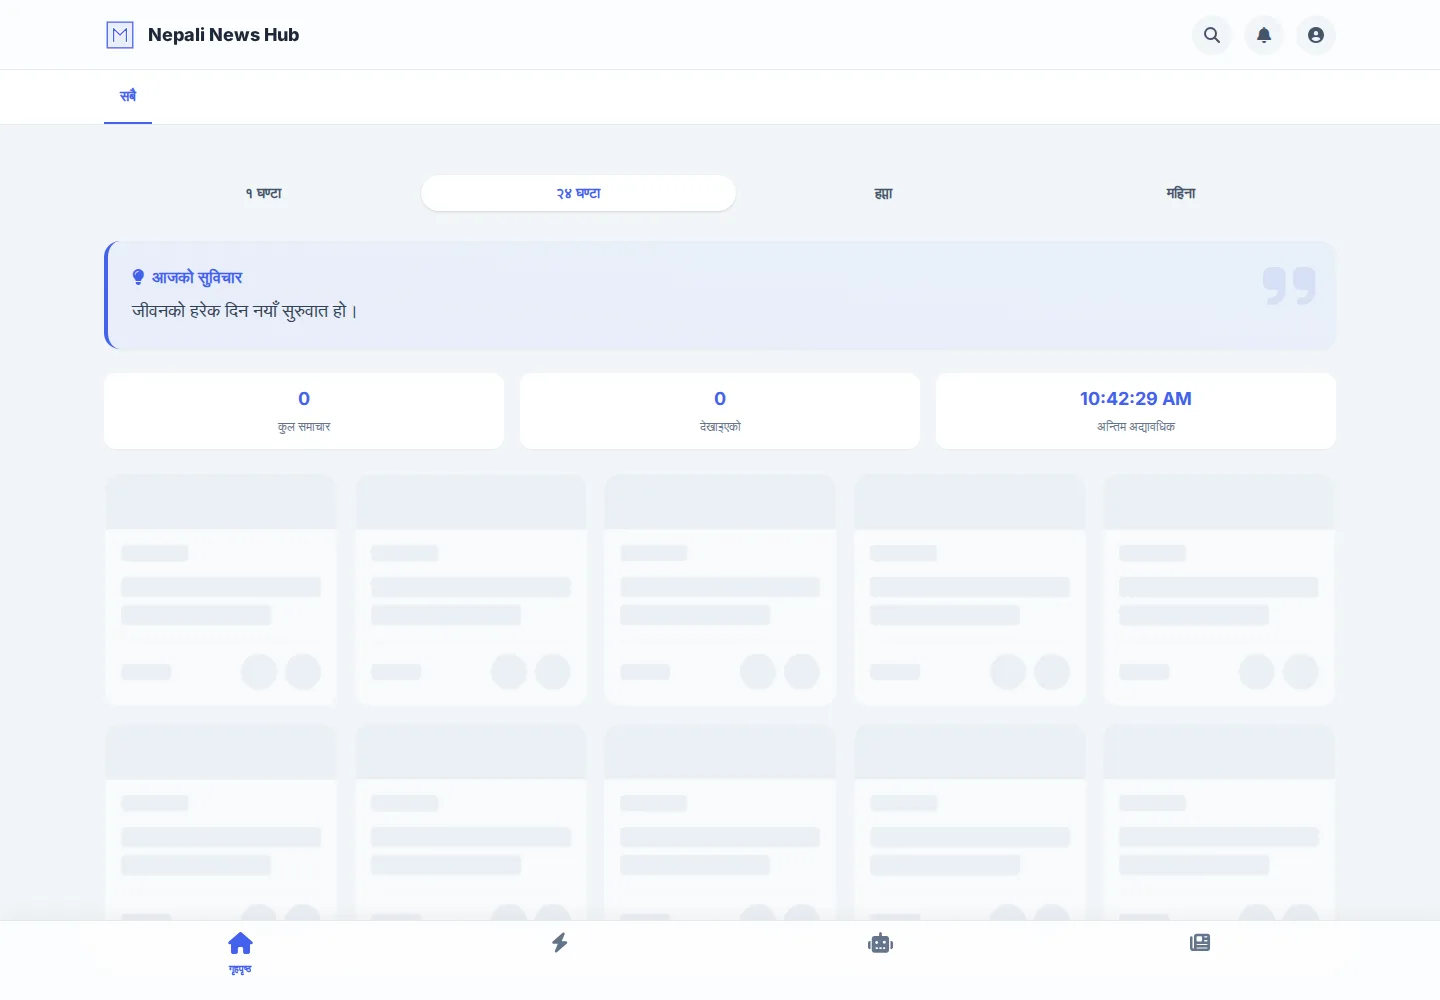 Nepali News Hub
सबै
१ घण्टा
२४ घण्टा
हप्ता
महिना
आजको सुविचार
जीवनको हरेक दिन नयाँ सुरुवात हो।
0
कुल समाचार
0
देखाइएको
10:42:29 AM
अन्तिम अद्यावधिक
गृहपृष्ठ